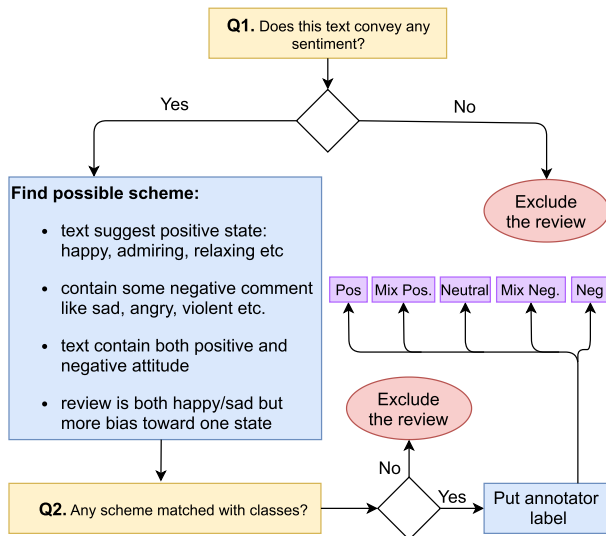 Q1. Does this text convey any
sentiment?
Yes
No
Exclude
the review
Find possible scheme:
• text suggest positive state:
happy, admiring, relaxing etc
• contain some negative comment
like sad, angry, violent etc.
• text contain both positive and
negative attitude
• review is both happy/sad but
more bias toward one state
Pos
Mix Pos.
Neutral
Mix Neg.
Neg
Exclude
the review
No
Q2. Any scheme matched with classes?
Yes
Put annotator
label